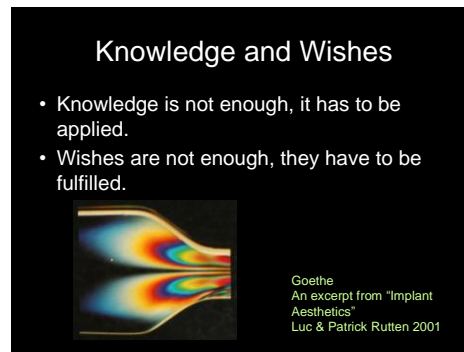 Knowledge and Wishes
• Knowledge is not enough, it has to be
applied.
• Wishes are not enough, they have to be
fulfilled.
Goethe
An excerpt from “Implant
Aesthetics”
Luc & Patrick Rutten 2001